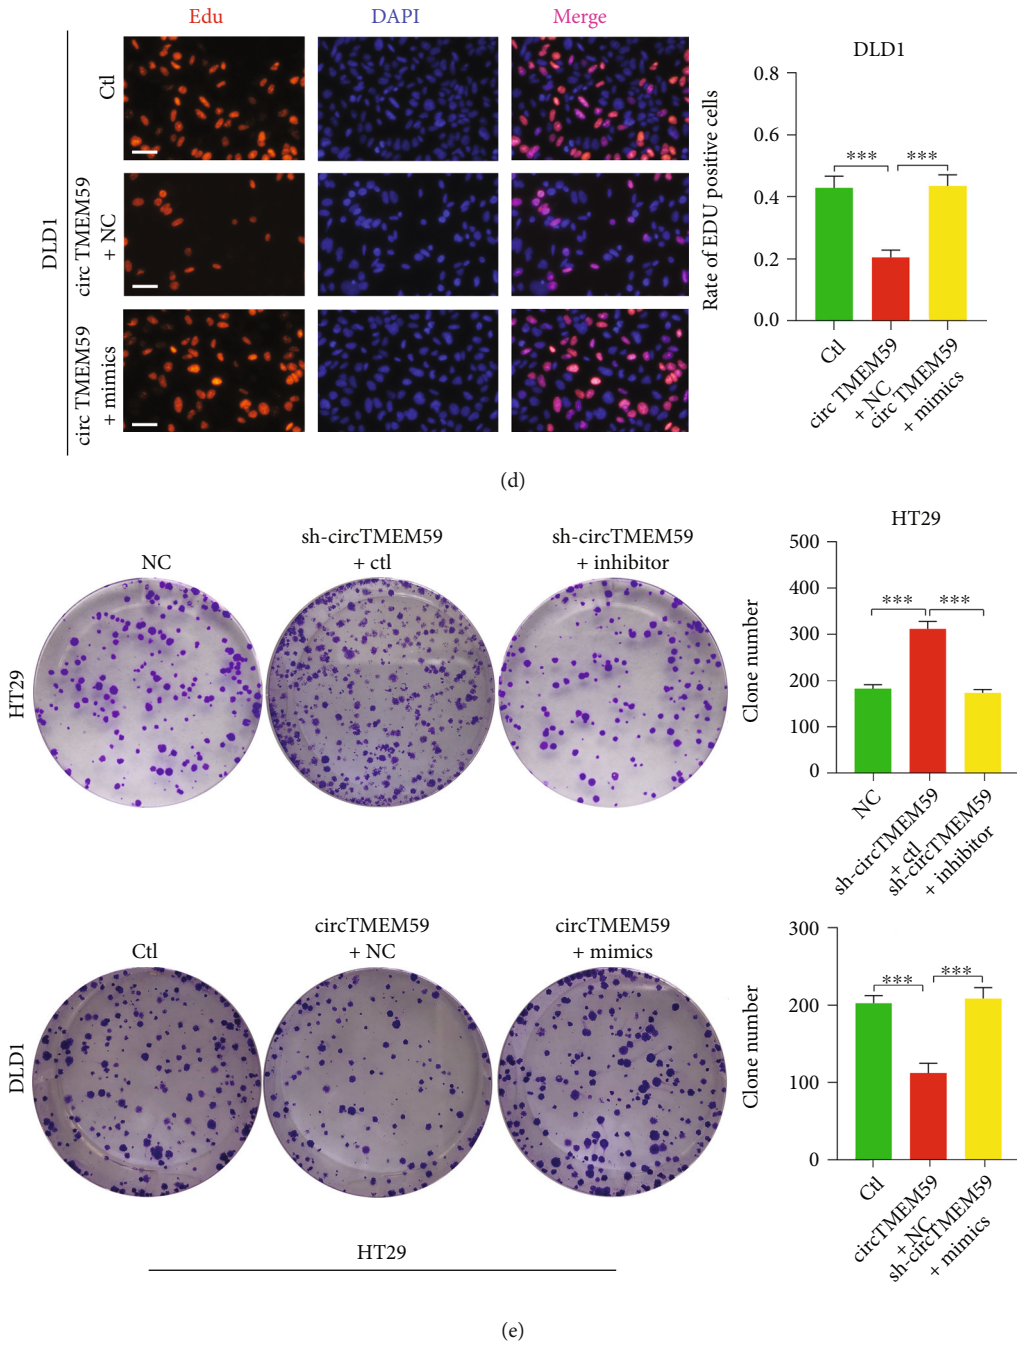 Edu
DAPI
Merge
DLD1
Ctl
circ TMEM59
+ NC
circ TMEM59
+ mimics
DLD1
Rate of EDU positive cells
0.8
0.6
0.4
0.2
0.0
***
***
Ctl
circ TMEM59
+ NC
circ TMEM59
+ mimics
(d)
HT29
NC
sh-circTMEM59
+ ctl
sh-circTMEM59
+ inhibitor
HT29
Clone number
500
400
300
200
100
0
***
***
NC
sh-circTMEM59
+ ctl
sh-circTMEM59
+ inhibitor
DLD1
Ctl
circTMEM59
+ NC
circTMEM59
+ mimics
HT29
Clone number
300
200
100
0
***
***
Ctl
circTMEM59
+ NC
sh-circTMEM59
+ mimics
(e)